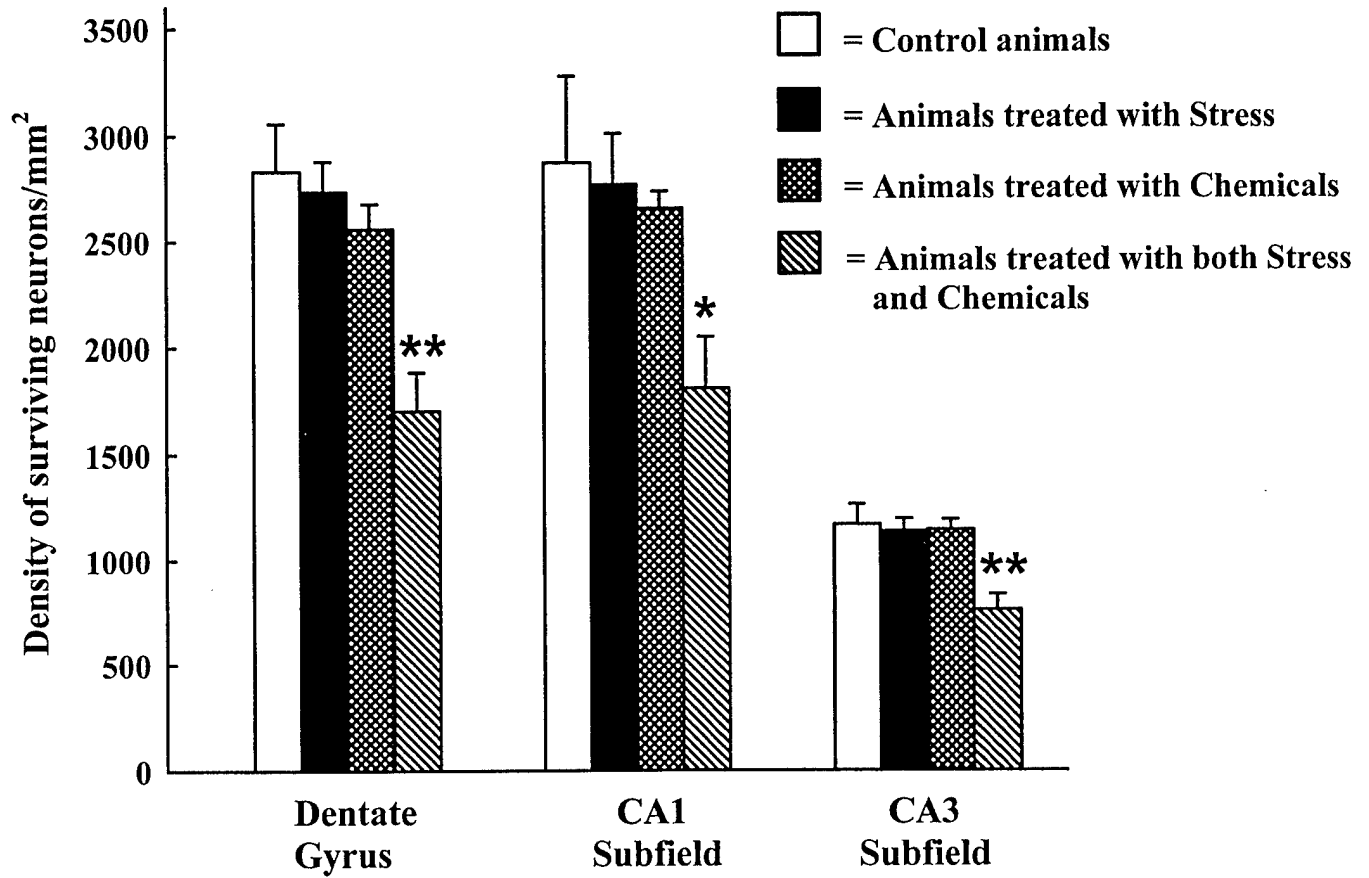 3500
3000
2500
2000
1500
1000
500
0
Density of surviving neurons/mm²
= Control animals
= Animals treated with Stress
= Animals treated with Chemicals
= Animals treated with both Stress
and Chemicals
**
*
**
Dentate
Gyrus
CA1
Subfield
CA3
Subfield